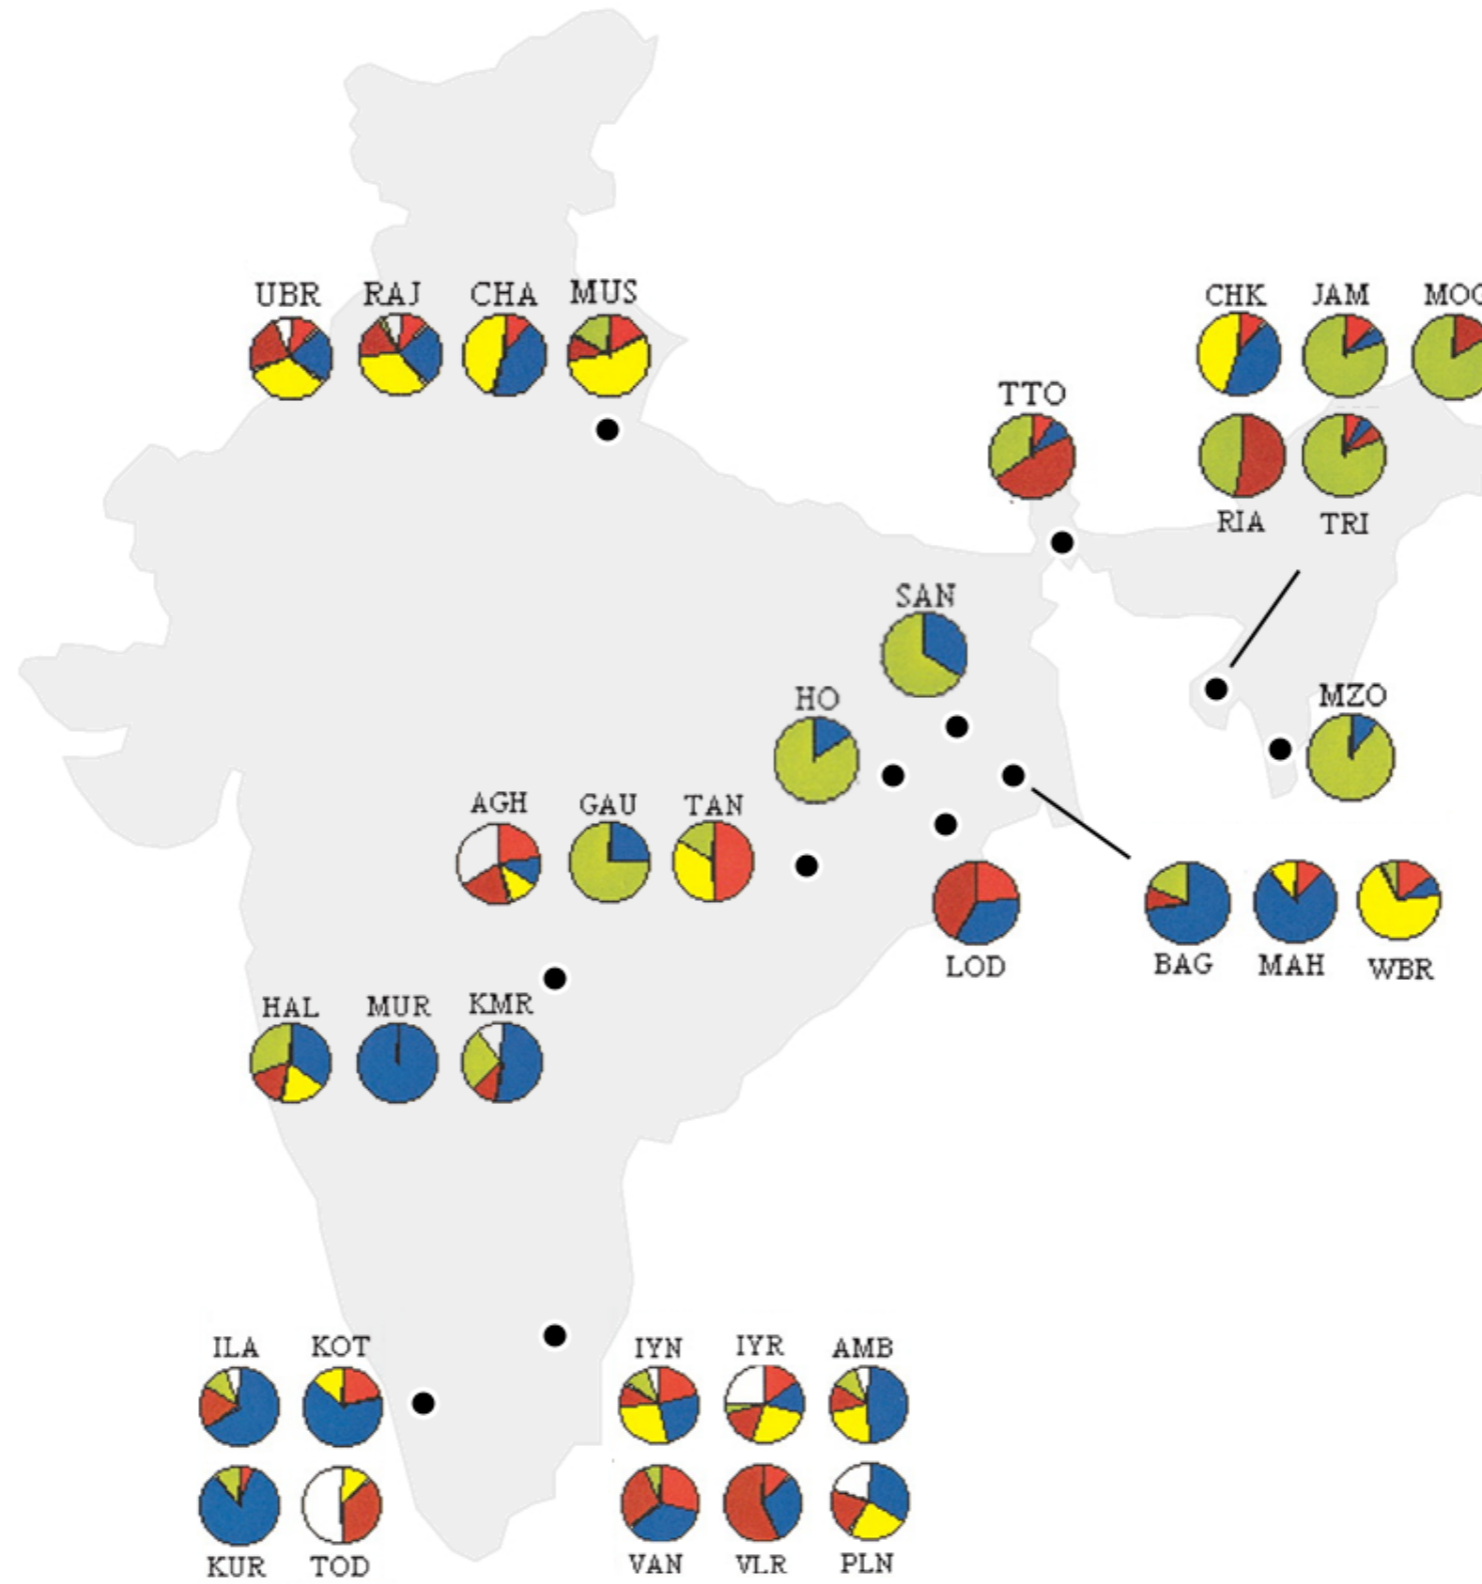 UBR RAJ CHA MUS
CHK JAM MOO
TTO
RIA TRI
SAN
HO
MZO
AGH GAU TAN
LOD
BAG MAH WBR
HAL MUR KMR
ILA KOT
IYN IYR AMB
KUR TOD
VAN VLR PLN